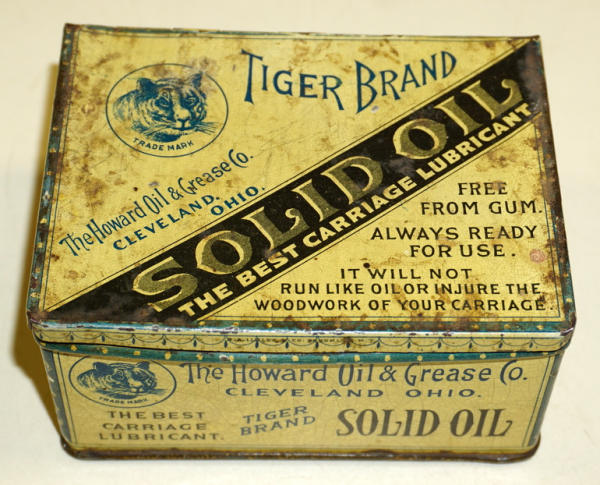 TIGER BRAND
TRADE MARK
The Howard Oil & Grease Co.
CLEVELAND, OHIO.
SOLID OIL
THE BEST CARRIAGE LUBRICANT
FREE
FROM GUM.
ALWAYS READY
FOR USE.
IT WILL NOT
RUN LIKE OIL OR INJURE THE
WOODWORK OF YOUR CARRIAGE.
TRADE MARK
The Howard Oil & Grease Co.
CLEVELAND OHIO.
THE BEST
CARRIAGE
LUBRICANT.
TIGER
BRAND
SOLID OIL